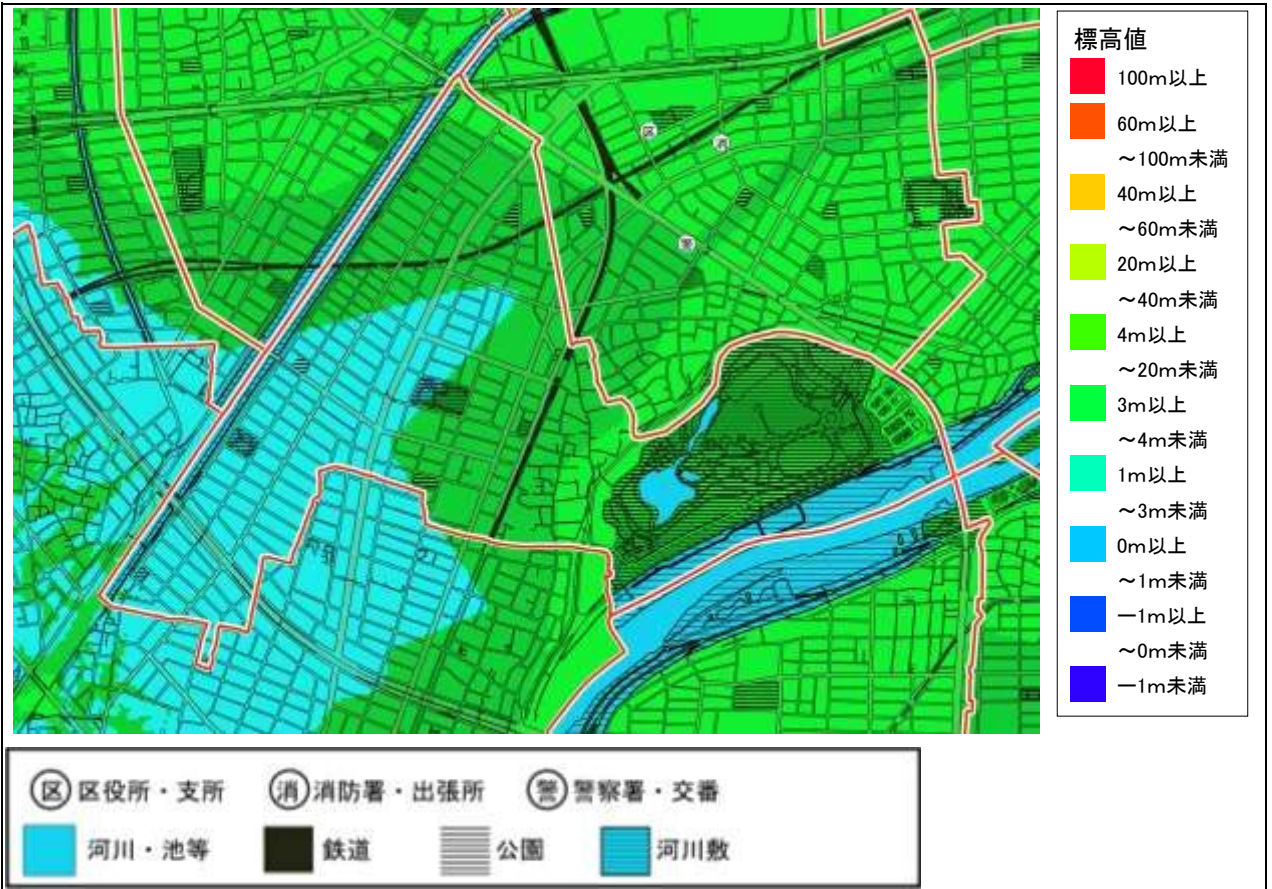 区
消
警
標高値
100m以上
60m以上
～100m未満
40m以上
～60m未満
20m以上
～40m未満
4m以上
～20m未満
3m以上
～4m未満
1m以上
～3m未満
0m以上
～1m未満
－1m以上
～0m未満
－1m未満
区 区役所・支所 消 消防署・出張所 警 警察署・交番
河川・池等 鉄道 公園 河川敷